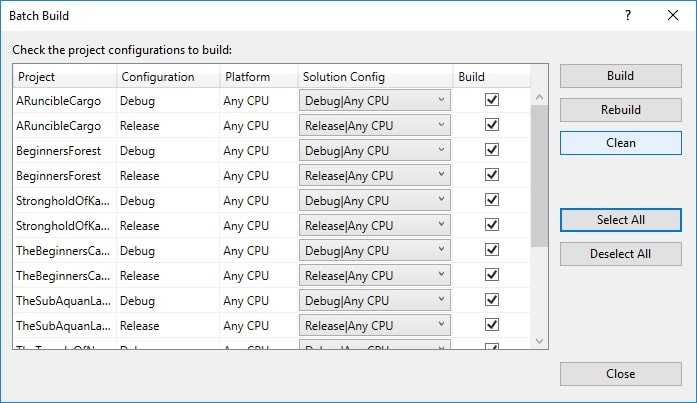 Batch Build
Check the project configurations to build:
Project Configuration Platform Solution Config Build
ARuncibleCargo Debug Any CPU Debug|Any CPU
ARuncibleCargo Release Any CPU Release|Any CPU
BeginnersForest Debug Any CPU Debug|Any CPU
BeginnersForest Release Any CPU Release|Any CPU
StrongholdOfKa... Debug Any CPU Debug|Any CPU
StrongholdOfKa... Release Any CPU Release|Any CPU
TheBeginnersCa... Debug Any CPU Debug|Any CPU
TheBeginnersCa... Release Any CPU Release|Any CPU
TheSubAquanLa... Debug Any CPU Debug|Any CPU
TheSubAquanLa... Release Any CPU Release|Any CPU
Build
Rebuild
Clean
Select All
Deselect All
Close